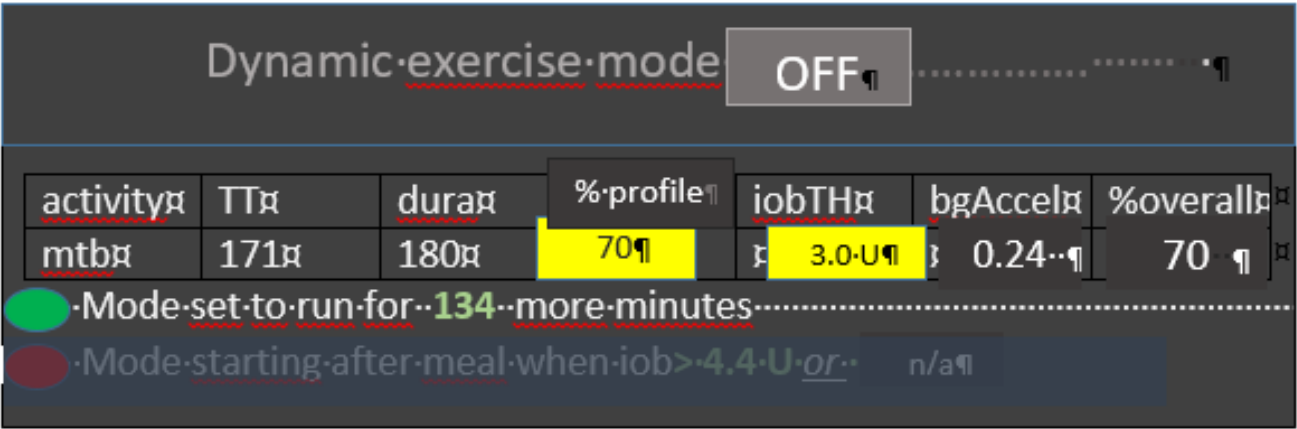 Dynamic·exercise·mode OFF¶ ·······················¶
activity¤ TT¤ dura¤ %·profile¶ iobTH¤ bgAccel¤ %overall¤ ¤
mtb¤ 171¤ 180¤ 70¶ ¤ 3.0·U¶ ¤ 0.24··¶ 70 ¶ ¤
·Mode·set·to·run·for··134··more·minutes·······························
·Mode·starting·after·meal·when·iob>·4.4·U·or·· n/a¶